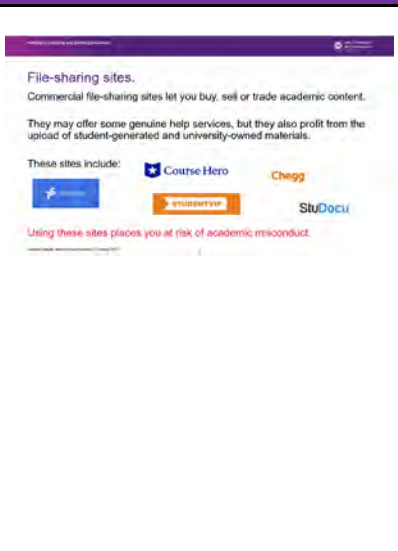 File-sharing sites.
Commercial file-sharing sites let you buy, sell or trade academic content.
They may offer some genuine help services, but they also profit from the
upload of student-generated and university-owned materials.
These sites include:
Course Hero
Chegg
STUDENTVIP
StuDocu
Using these sites places you at risk of academic misconduct.